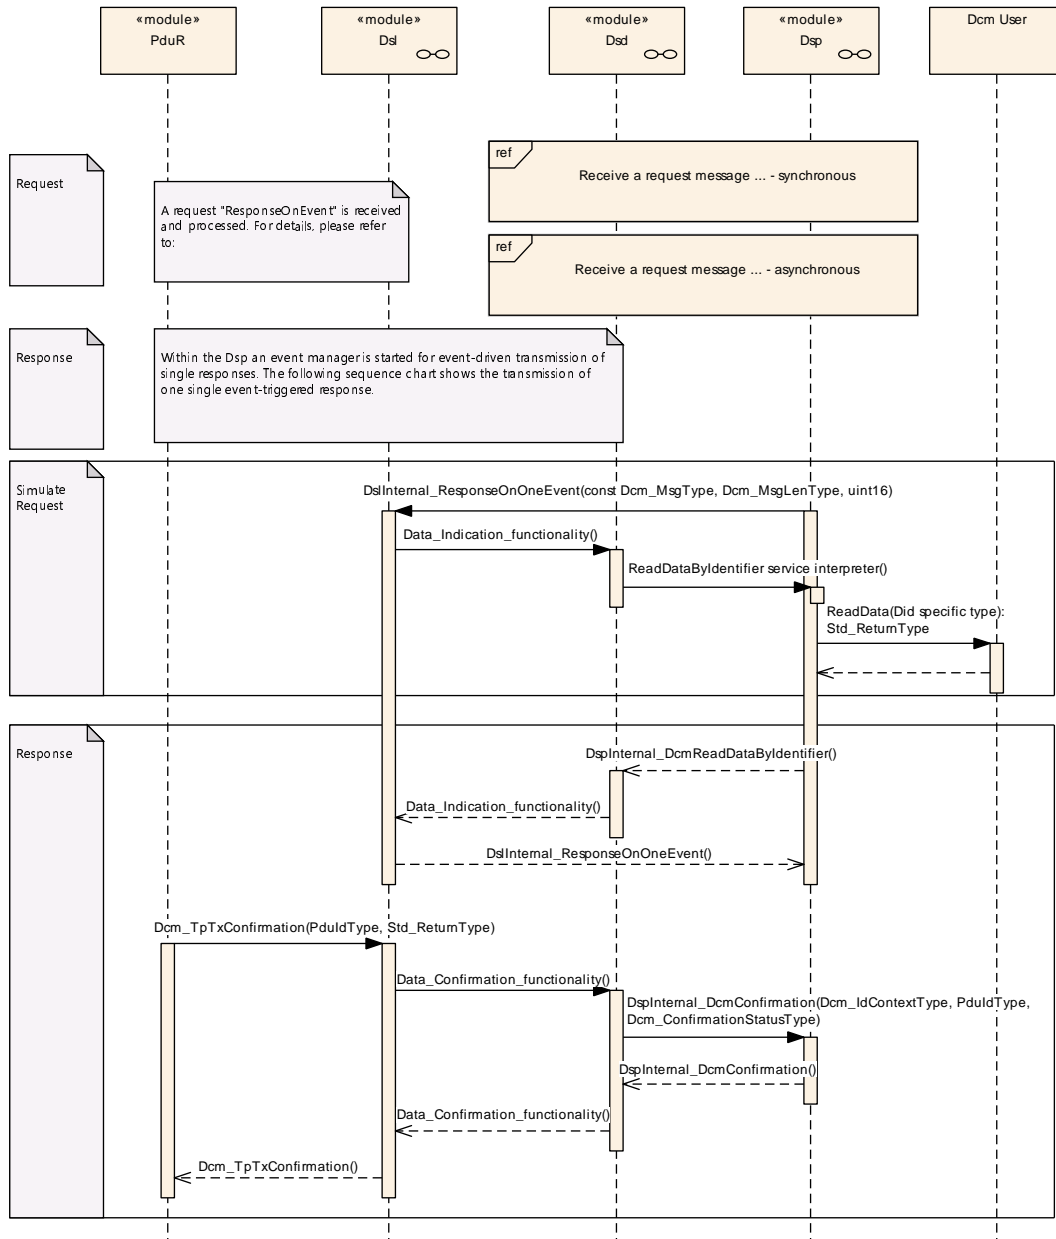 «module»
PduR
«module»
Dsl
«module»
Dsd
«module»
Dsp
Dcm User
Request
A request "ResponseOnEvent" is received
and processed. For details, please refer
to:
ref
Receive a request message ... - synchronous
ref
Receive a request message ... - asynchronous
Response
Within the Dsp an event manager is started for event-driven transmission of
single responses. The following sequence chart shows the transmission of
one single event-triggered response.
Simulate
Request
DslInternal_ResponseOnOneEvent(const Dcm_MsgType, Dcm_MsgLenType, uint16)
Data_Indication_functionality()
ReadDataByIdentifier service interpreter()
ReadData(Did specific type):
Std_ReturnType
Response
DspInternal_DcmReadDataByIdentifier()
Data_Indication_functionality()
DslInternal_ResponseOnOneEvent()
Dcm_TpTxConfirmation(PduIdType, Std_ReturnType)
Data_Confirmation_functionality()
DspInternal_DcmConfirmation(Dcm_IdContextType, PduIdType,
Dcm_ConfirmationStatusType)
DspInternal_DcmConfirmation()
Data_Confirmation_functionality()
Dcm_TpTxConfirmation()